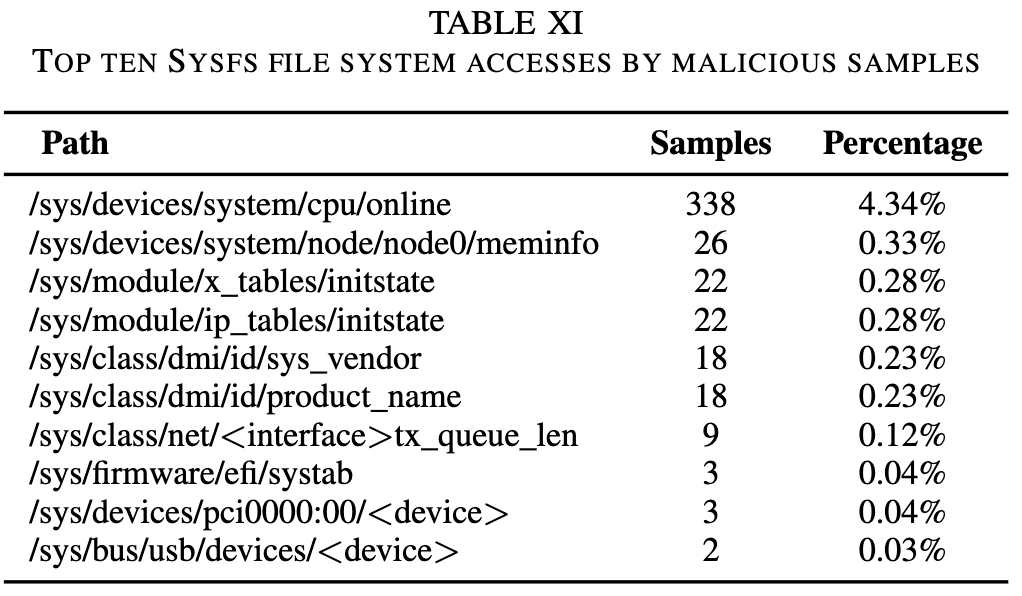 TABLE XI
TOP TEN SYSFS FILE SYSTEM ACCESSES BY MALICIOUS SAMPLES
Path Samples Percentage
/sys/devices/system/cpu/online 338 4.34%
/sys/devices/system/node/node0/meminfo 26 0.33%
/sys/module/x_tables/initstate 22 0.28%
/sys/module/ip_tables/initstate 22 0.28%
/sys/class/dmi/id/sys_vendor 18 0.23%
/sys/class/dmi/id/product_name 18 0.23%
/sys/class/net/<interface>tx_queue_len 9 0.12%
/sys/firmware/efi/systab 3 0.04%
/sys/devices/pci0000:00/<device> 3 0.04%
/sys/bus/usb/devices/<device> 2 0.03%